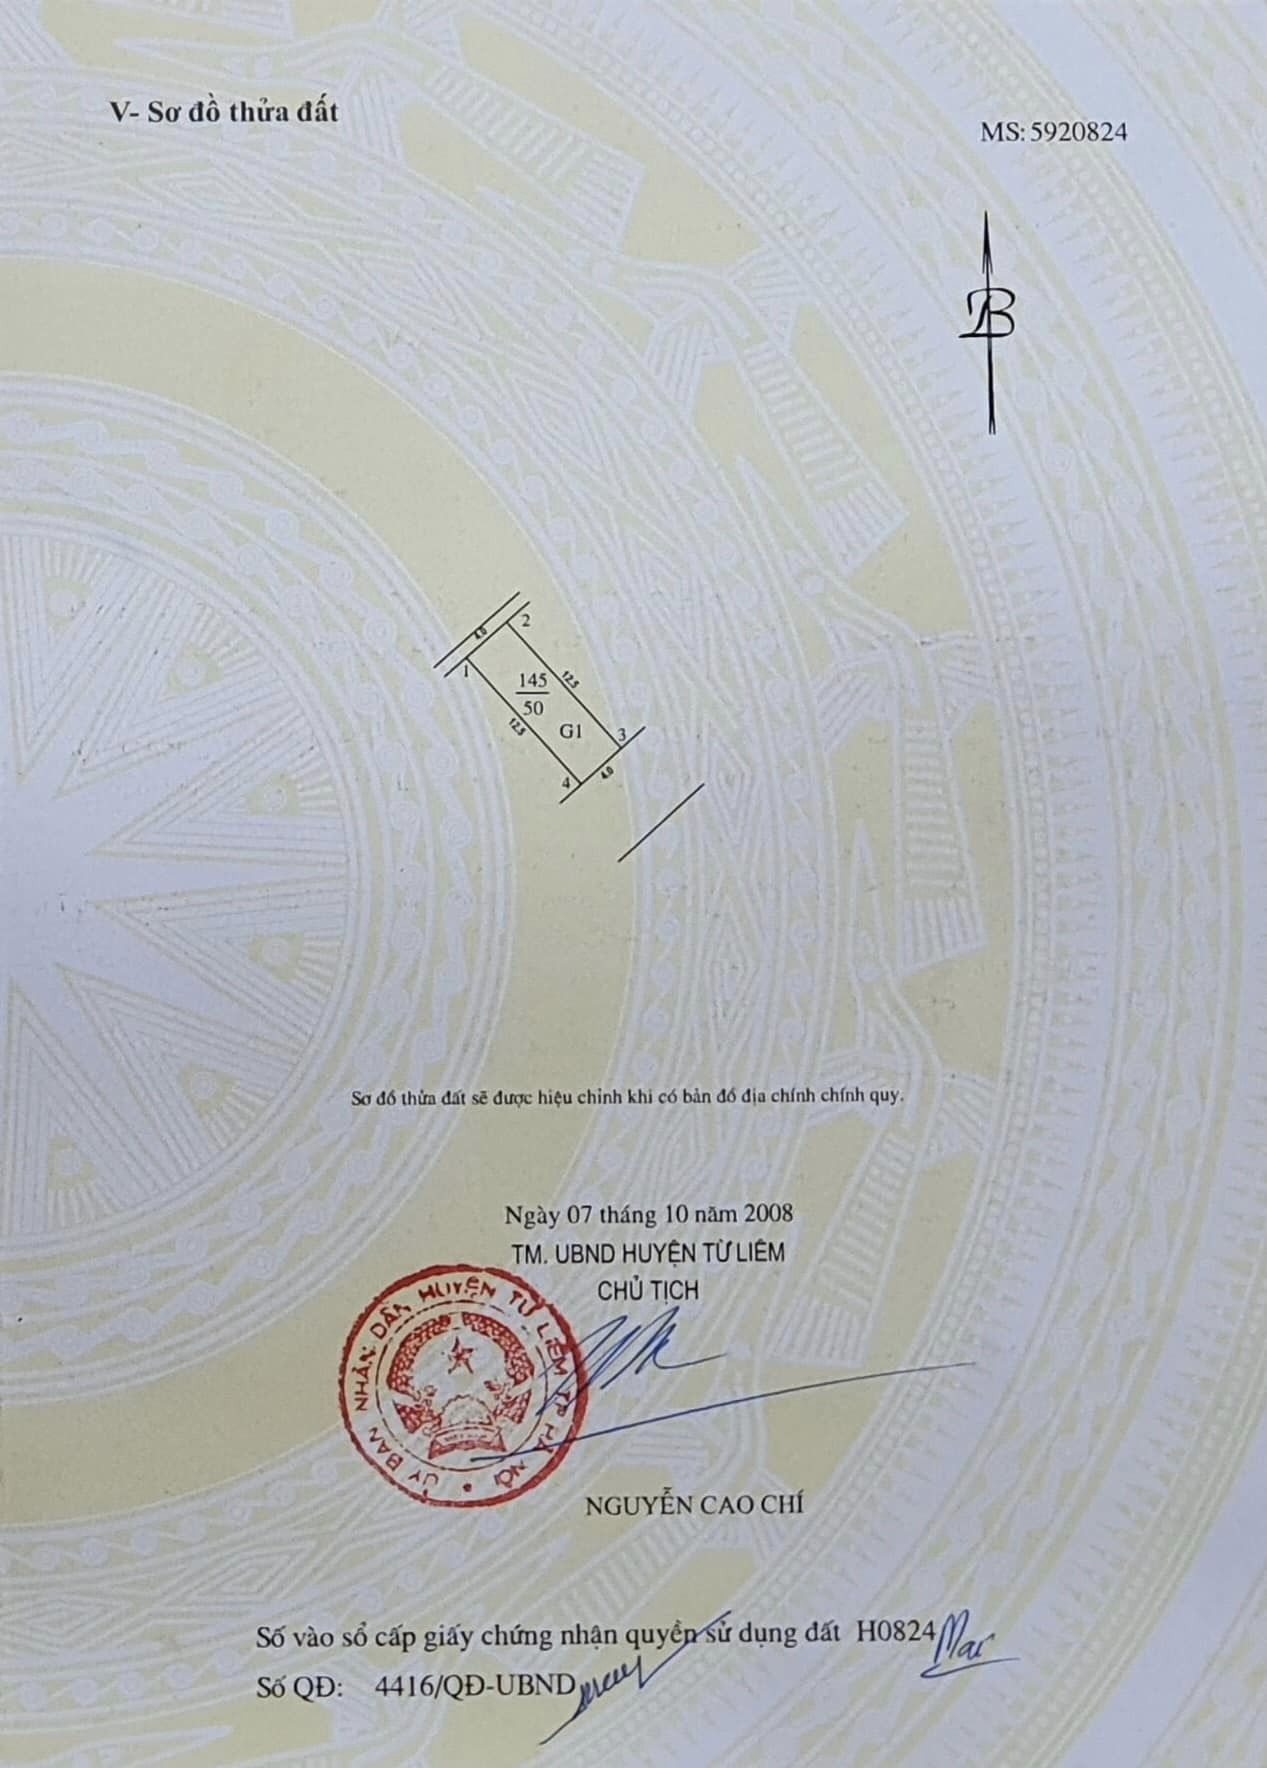 V- Sơ đồ thửa đất
MS: 5920824
B
4.0
2
1
145
50
12.5
12.5
G1
3
4
4.0
Sơ đồ thửa đất sẽ được hiệu chỉnh khi có bản đồ địa chính chính quy.
Ngày 07 tháng 10 năm 2008
TM. UBND HUYỆN TỪ LIÊM
CHỦ TỊCH
ỦY BAN NHÂN DÂN HUYỆN TỪ LIÊM TP HÀ NỘI
NGUYỄN CAO CHÍ
Số vào sổ cấp giấy chứng nhận quyền sử dụng đất H0824
Số QĐ: 4416/QĐ-UBND